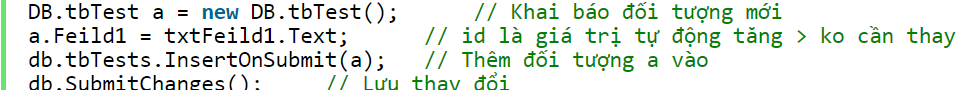 DB.tbTest a = new DB.tbTest(); // Khai báo đối tượng mới
a.Feild1 = txtFeild1.Text; // id là giá trị tự động tăng > ko cần thay
db.tbTests.InsertOnSubmit(a); // Thêm đối tượng a vào
db.SubmitChanges(); // Lưu thay đổi